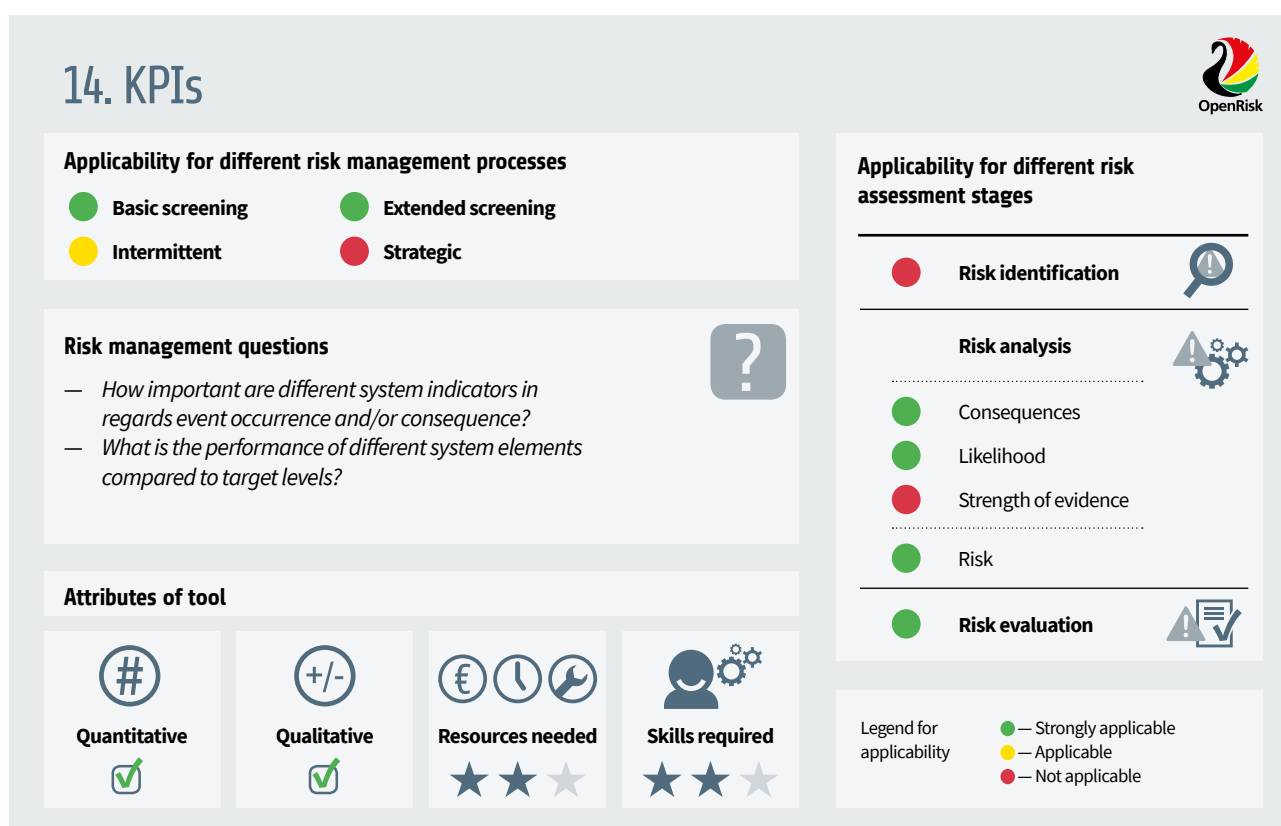 14. KPIs
OpenRisk
Applicability for different risk management processes
Basic screening
Extended screening
Intermittent
Strategic
Risk management questions
?
— How important are different system indicators in
regards event occurrence and/or consequence?
— What is the performance of different system elements
compared to target levels?
Attributes of tool
#
Quantitative
+/-
Qualitative
€
Resources needed
Skills required
Applicability for different risk
assessment stages
Risk identification
Risk analysis
Consequences
Likelihood
Strength of evidence
Risk
Risk evaluation
Legend for
applicability
— Strongly applicable
— Applicable
— Not applicable